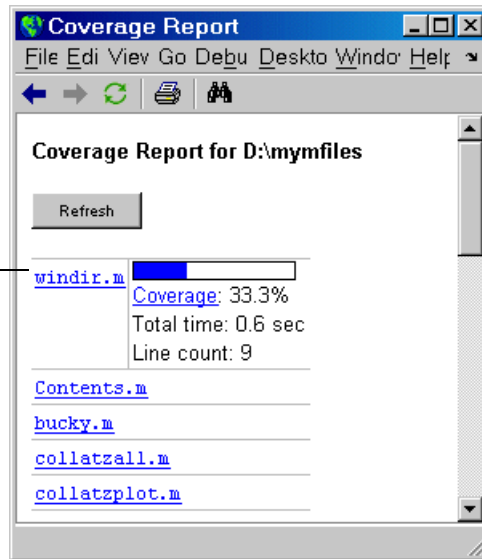 Coverage Report
File Edi Viev Go Debu Deskto Windo Help
Coverage Report for D:\mymfiles
Refresh
windir.m
Coverage: 33.3%
Total time: 0.6 sec
Line count: 9
Contents.m
bucky.m
collatzall.m
collatzplot.m